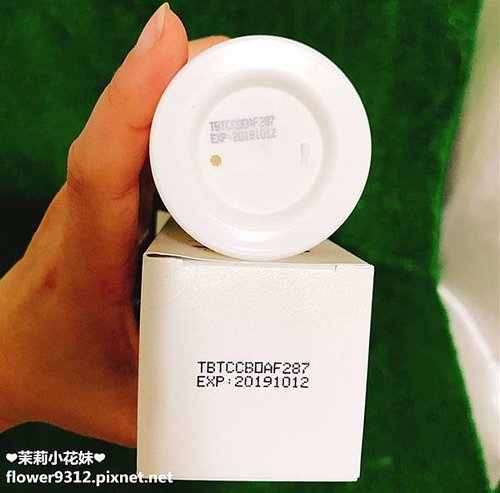 TBTCCB0AF287
EXP:20191012
TBTCCB0AF287
EXP:20191012
❤茉莉小花妹❤
flower9312.pixnet.net